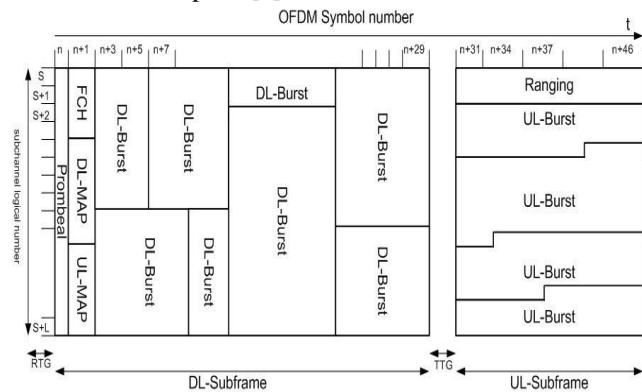 OFDM Symbol number
t
n n+1 n+3 n+5 n+7 n+29 n+31 n+34 n+37 n+46
subchannel logical number
S
S+1
S+2
S+L
Prombeal
FCH
DL-MAP
UL-MAP
DL-Burst
DL-Burst
DL-Burst
DL-Burst
DL-Burst
DL-Burst
DL-Burst
DL-Burst
Ranging
UL-Burst
UL-Burst
UL-Burst
UL-Burst
RTG
DL-Subframe
TTG
UL-Subframe